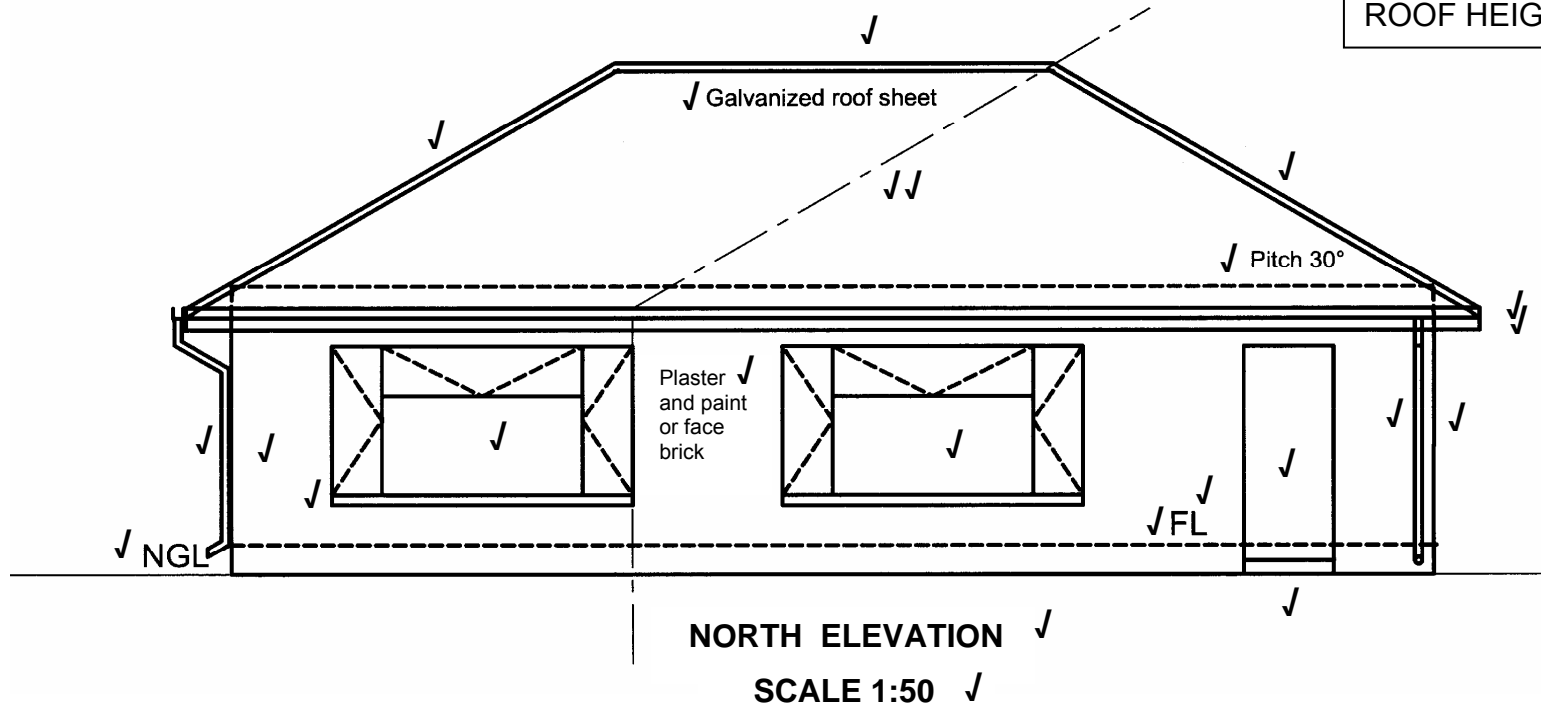 ROOF HEIG
√
√ Galvanized roof sheet
√
√
√√
√ Pitch 30°
√
√
Plaster √
and paint
or face
brick
√
√
√
√
√
√
√
√
√
√ FL
√ NGL
√
NORTH ELEVATION √
SCALE 1:50 √